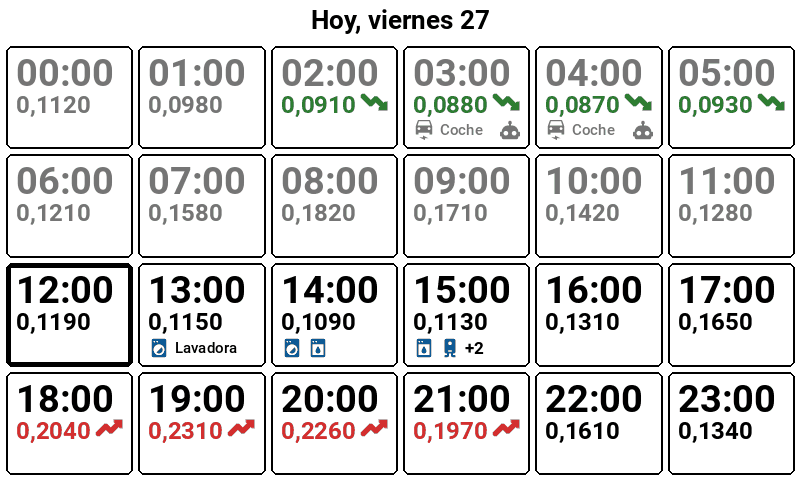 Hoy, viernes 27
00:00 01:00 02:00 03:00 04:00 05:00
0,1120 0,0980 0,0910 0,0880 0,0870 0,0930
Coche Coche
06:00 07:00 08:00 09:00 10:00 11:00
0,1210 0,1580 0,1820 0,1710 0,1420 0,1280
12:00 13:00 14:00 15:00 16:00 17:00
0,1190 0,1150 0,1090 0,1130 0,1310 0,1650
Lavadora +2
18:00 19:00 20:00 21:00 22:00 23:00
0,2040 0,2310 0,2260 0,1970 0,1610 0,1340